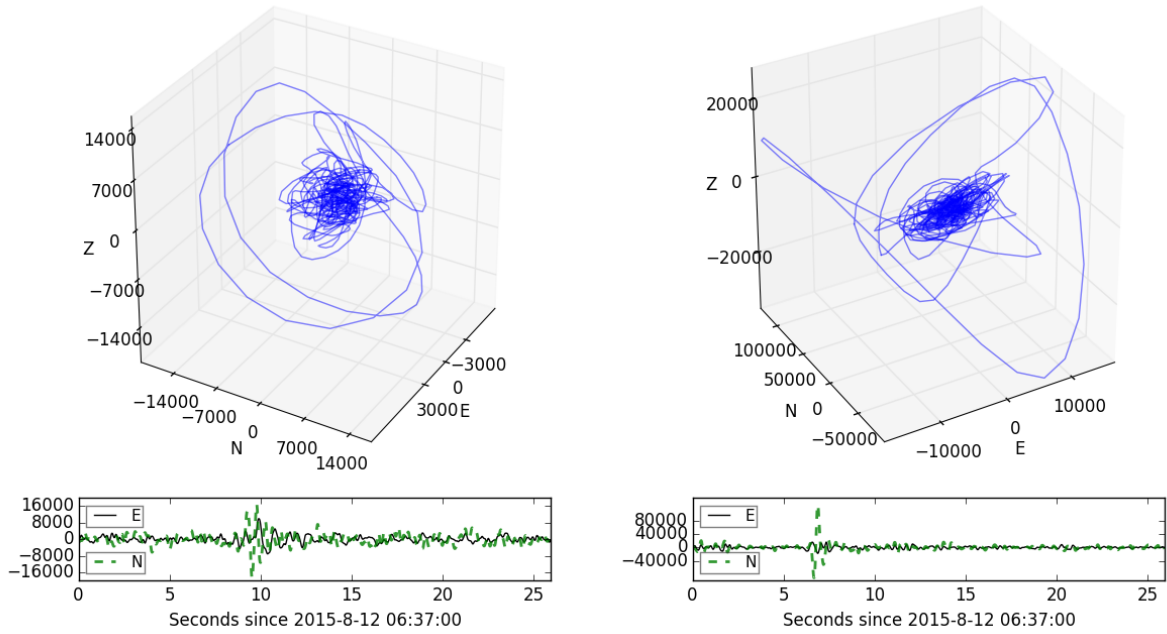 14000
7000
Z 0
−7000
−14000
−14000
−7000
0
7000
14000
N
−3000
0
3000
E
20000
Z 0
−20000
100000
50000
N 0
−50000
−10000
0
10000
E
16000
8000
0
−8000
−16000
E
N
0 5 10 15 20 25
Seconds since 2015-8-12 06:37:00
80000
40000
0
−40000
E
N
0 5 10 15 20 25
Seconds since 2015-8-12 06:37:00